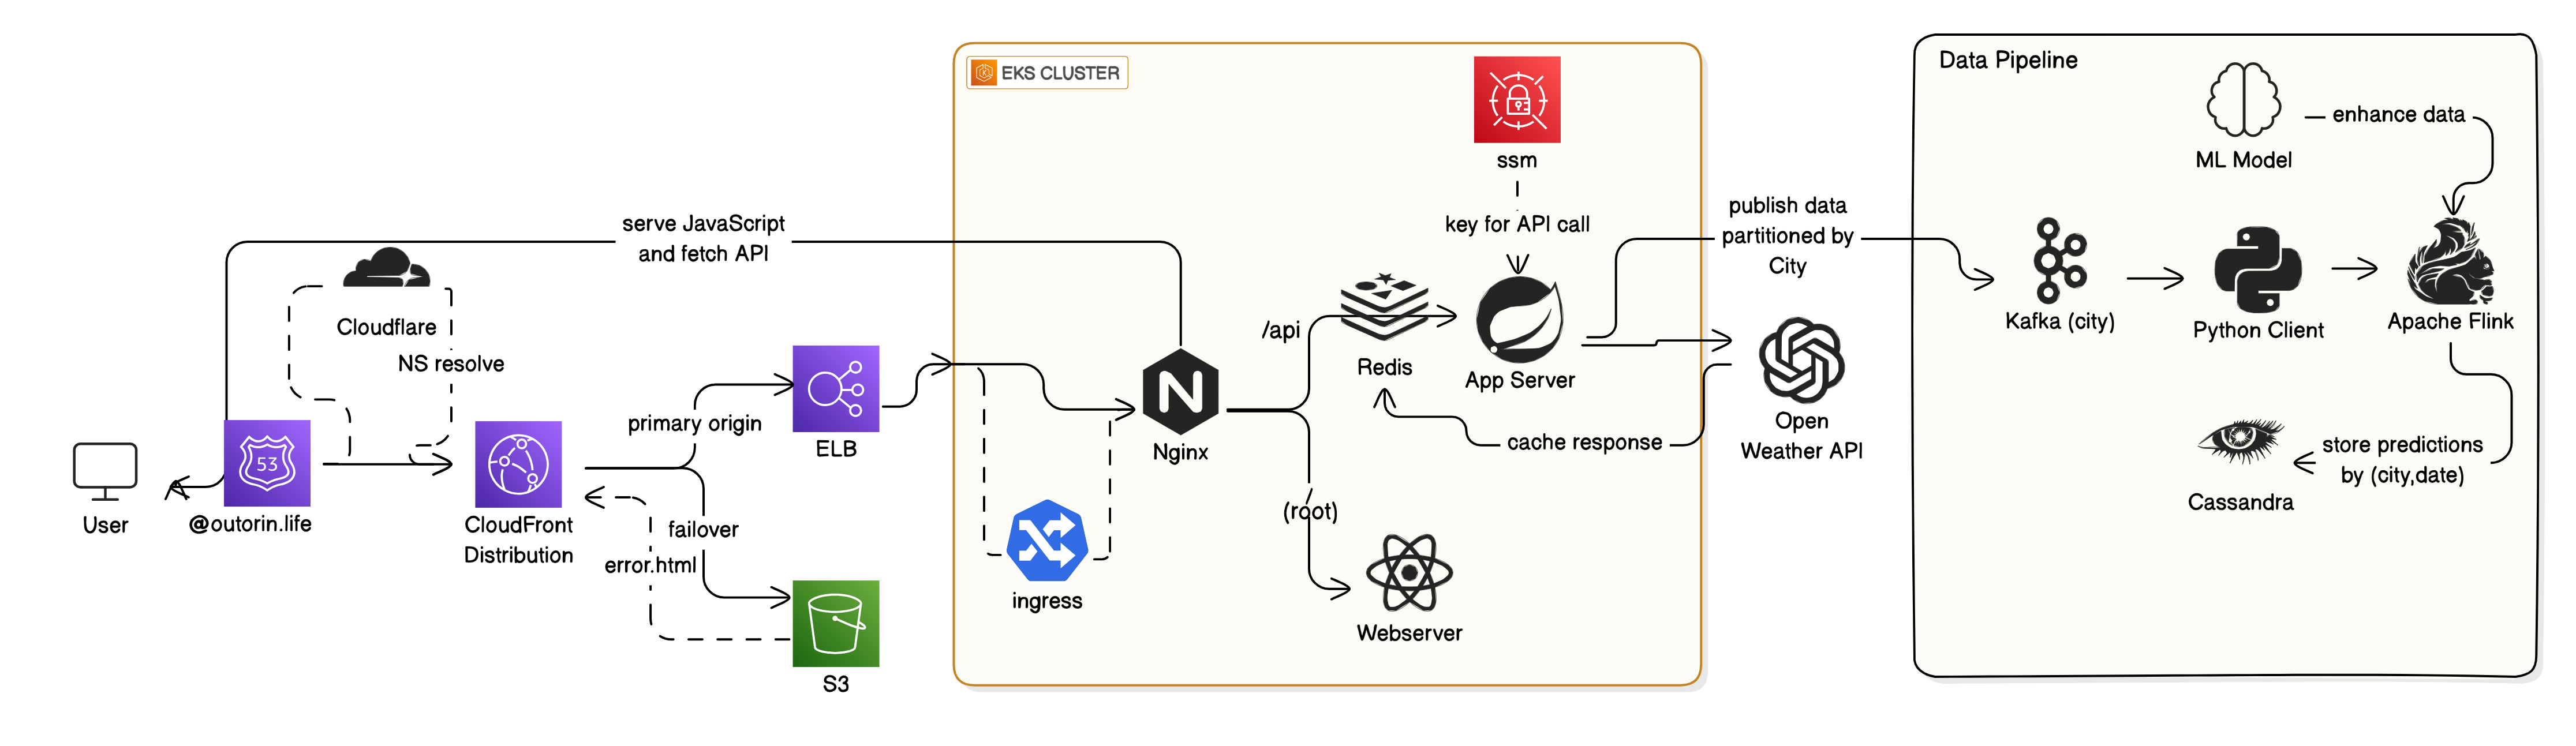 EKS CLUSTER
Data Pipeline
ML Model
enhance data
ssm
key for API call
publish data
partitioned by
City
serve JavaScript
and fetch API
Cloudflare
NS resolve
User
53
@outorin.life
CloudFront
Distribution
primary origin
failover
error.html
ELB
S3
ingress
N
Nginx
/api
/
(root)
Redis
App Server
Webserver
cache response
Open
Weather API
Kafka (city)
Python Client
Apache Flink
store predictions
by (city,date)
Cassandra